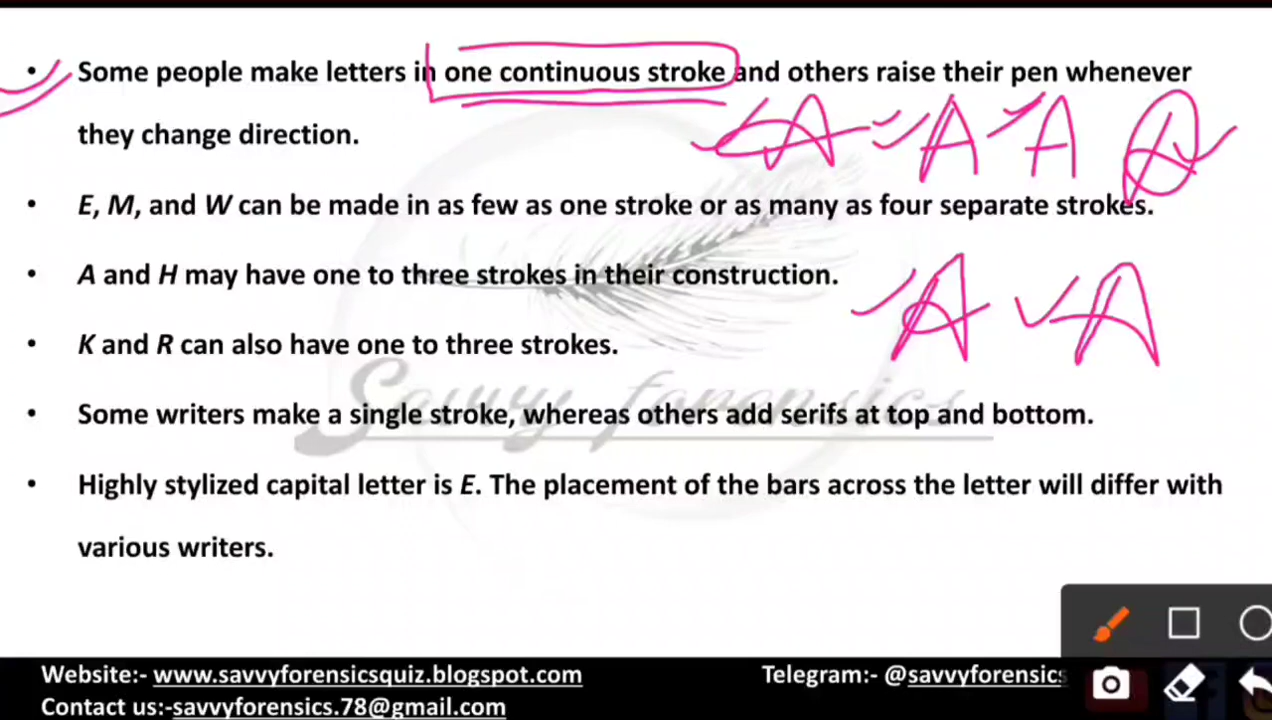 • Some people make letters in one continuous stroke and others raise their pen whenever
they change direction.
A A A A
• E, M, and W can be made in as few as one stroke or as many as four separate strokes.
• A and H may have one to three strokes in their construction.
A A
• K and R can also have one to three strokes.
Savvy forensics
• Some writers make a single stroke, whereas others add serifs at top and bottom.
• Highly stylized capital letter is E. The placement of the bars across the letter will differ with
various writers.
Website:- www.savvyforensicsquiz.blogspot.com Telegram:- @savvyforensics
Contact us:-savvyforensics.78@gmail.com